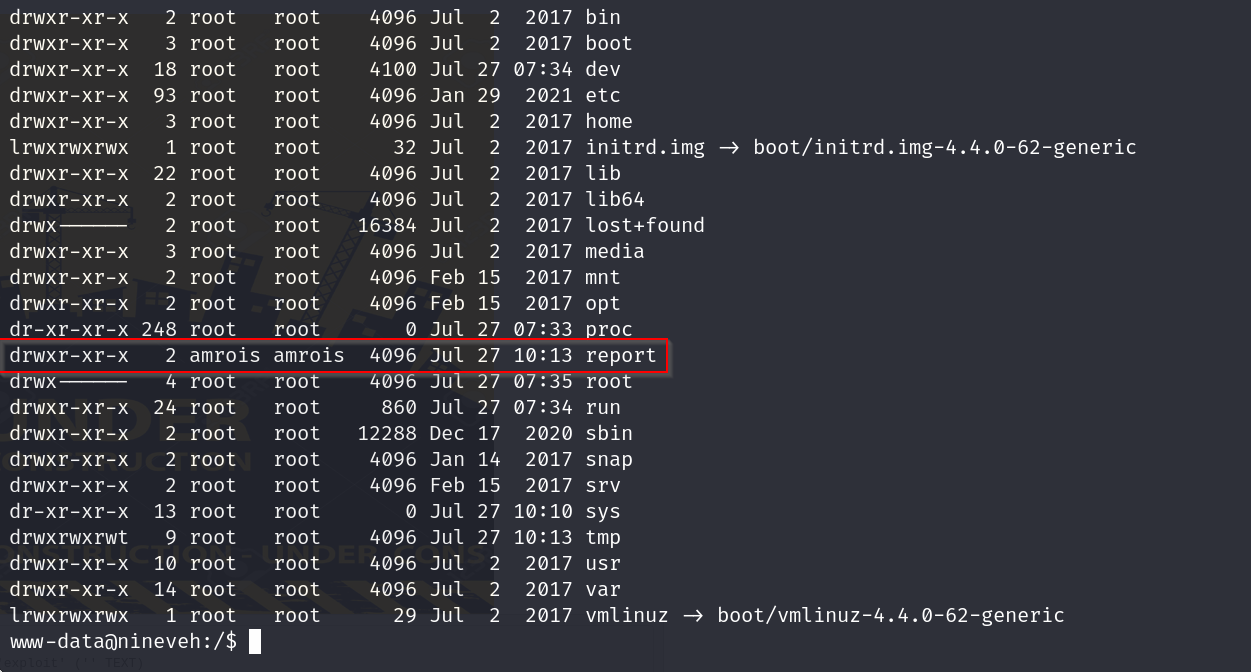 drwxr-xr-x   2 root   root    4096 Jul  2  2017 bin
drwxr-xr-x   3 root   root    4096 Jul  2  2017 boot
drwxr-xr-x  18 root   root    4100 Jul 27 07:34 dev
drwxr-xr-x  93 root   root    4096 Jan 29  2021 etc
drwxr-xr-x   3 root   root    4096 Jul  2  2017 home
lrwxrwxrwx   1 root   root      32 Jul  2  2017 initrd.img -> boot/initrd.img-4.4.0-62-generic
drwxr-xr-x  22 root   root    4096 Jul  2  2017 lib
drwxr-xr-x   2 root   root    4096 Jul  2  2017 lib64
drwx------   2 root   root   16384 Jul  2  2017 lost+found
drwxr-xr-x   3 root   root    4096 Jul  2  2017 media
drwxr-xr-x   2 root   root    4096 Feb 15  2017 mnt
drwxr-xr-x   2 root   root    4096 Feb 15  2017 opt
dr-xr-xr-x 248 root   root       0 Jul 27 07:33 proc
drwxr-xr-x   2 amrois amrois  4096 Jul 27 10:13 report
drwx------   4 root   root    4096 Jul 27 07:35 root
drwxr-xr-x  24 root   root     860 Jul 27 07:34 run
drwxr-xr-x   2 root   root   12288 Dec 17  2020 sbin
drwxr-xr-x   2 root   root    4096 Jan 14  2017 snap
drwxr-xr-x   2 root   root    4096 Feb 15  2017 srv
dr-xr-xr-x  13 root   root       0 Jul 27 10:10 sys
drwxrwxrwt   9 root   root    4096 Jul 27 10:13 tmp
drwxr-xr-x  10 root   root    4096 Jul  2  2017 usr
drwxr-xr-x  14 root   root    4096 Jul  2  2017 var
lrwxrwxrwx   1 root   root      29 Jul  2  2017 vmlinuz -> boot/vmlinuz-4.4.0-62-generic
www-data@nineveh:/$
UNDER
CONSTRUCTION
CONSTRUCTION - UNDER CONS